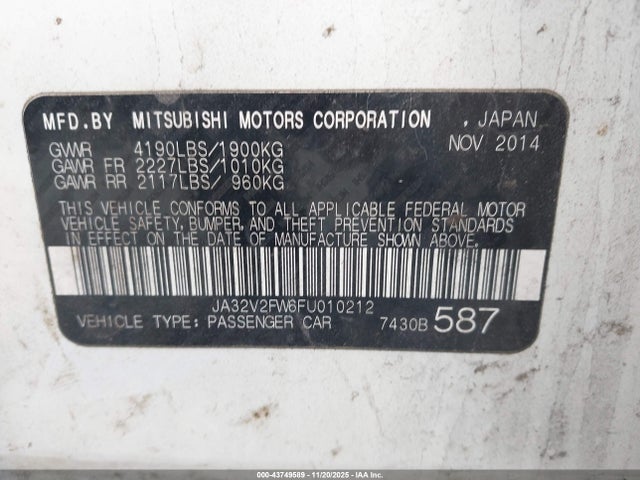 MFD.BY MITSUBISHI MOTORS CORPORATION , JAPAN
GVWR 4190LBS/1900KG NOV 2014
GAWR FR 2227LBS/1010KG
GAWR RR 2117LBS/ 960KG
THIS VEHICLE CONFORMS TO ALL APPLICABLE FEDERAL MOTOR
VEHICLE SAFETY, BUMPER, AND THEFT PREVENTION STANDARDS
IN EFFECT ON THE DATE OF MANUFACTURE SHOWN ABOVE.
JA32V2FW6FU010212
VEHICLE TYPE: PASSENGER CAR 7430B 587
000-43749589 | 11/20/2025 - IAA Inc.